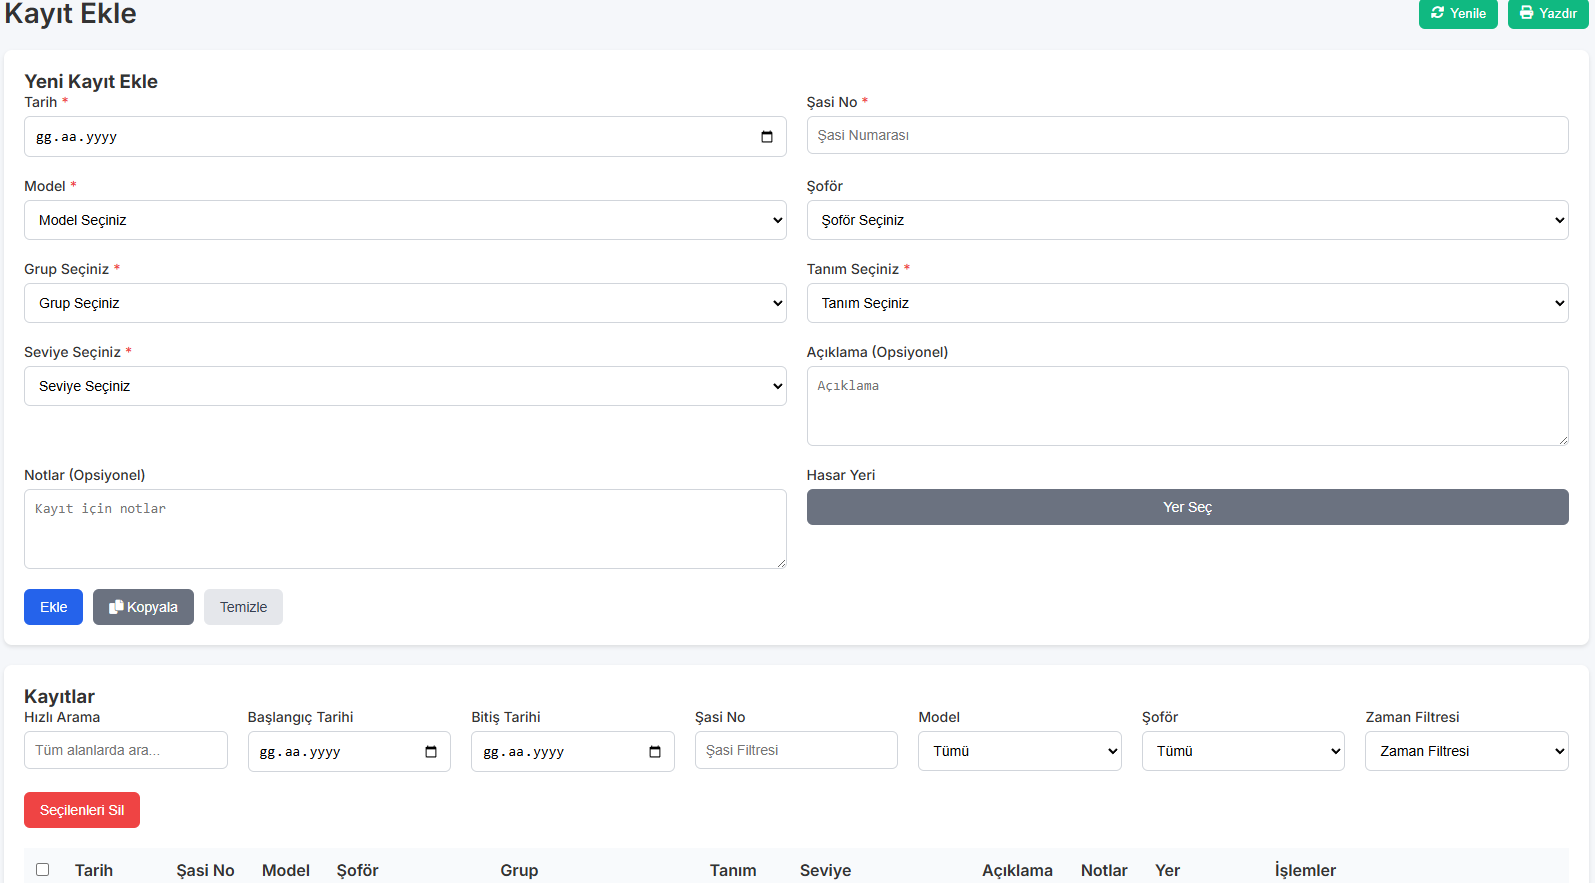 Kayıt Ekle
Yenile
Yazdır
Yeni Kayıt Ekle
Tarih *
Şasi No *
gg.aa.yyyy
Şasi Numarası
Model *
Şoför
Model Seçiniz
Şoför Seçiniz
Grup Seçiniz *
Tanım Seçiniz *
Grup Seçiniz
Tanım Seçiniz
Seviye Seçiniz *
Açıklama (Opsiyonel)
Seviye Seçiniz
Açıklama
Notlar (Opsiyonel)
Hasar Yeri
Kayıt için notlar
Yer Seç
Ekle
Kopyala
Temizle
Kayıtlar
Hızlı Arama
Başlangıç Tarihi
Bitiş Tarihi
Şasi No
Model
Şoför
Zaman Filtresi
Tüm alanlarda ara...
gg.aa.yyyy
gg.aa.yyyy
Şasi Filtresi
Tümü
Tümü
Zaman Filtresi
Seçilenleri Sil
Tarih Şasi No Model Şoför Grup Tanım Seviye Açıklama Notlar Yer İşlemler